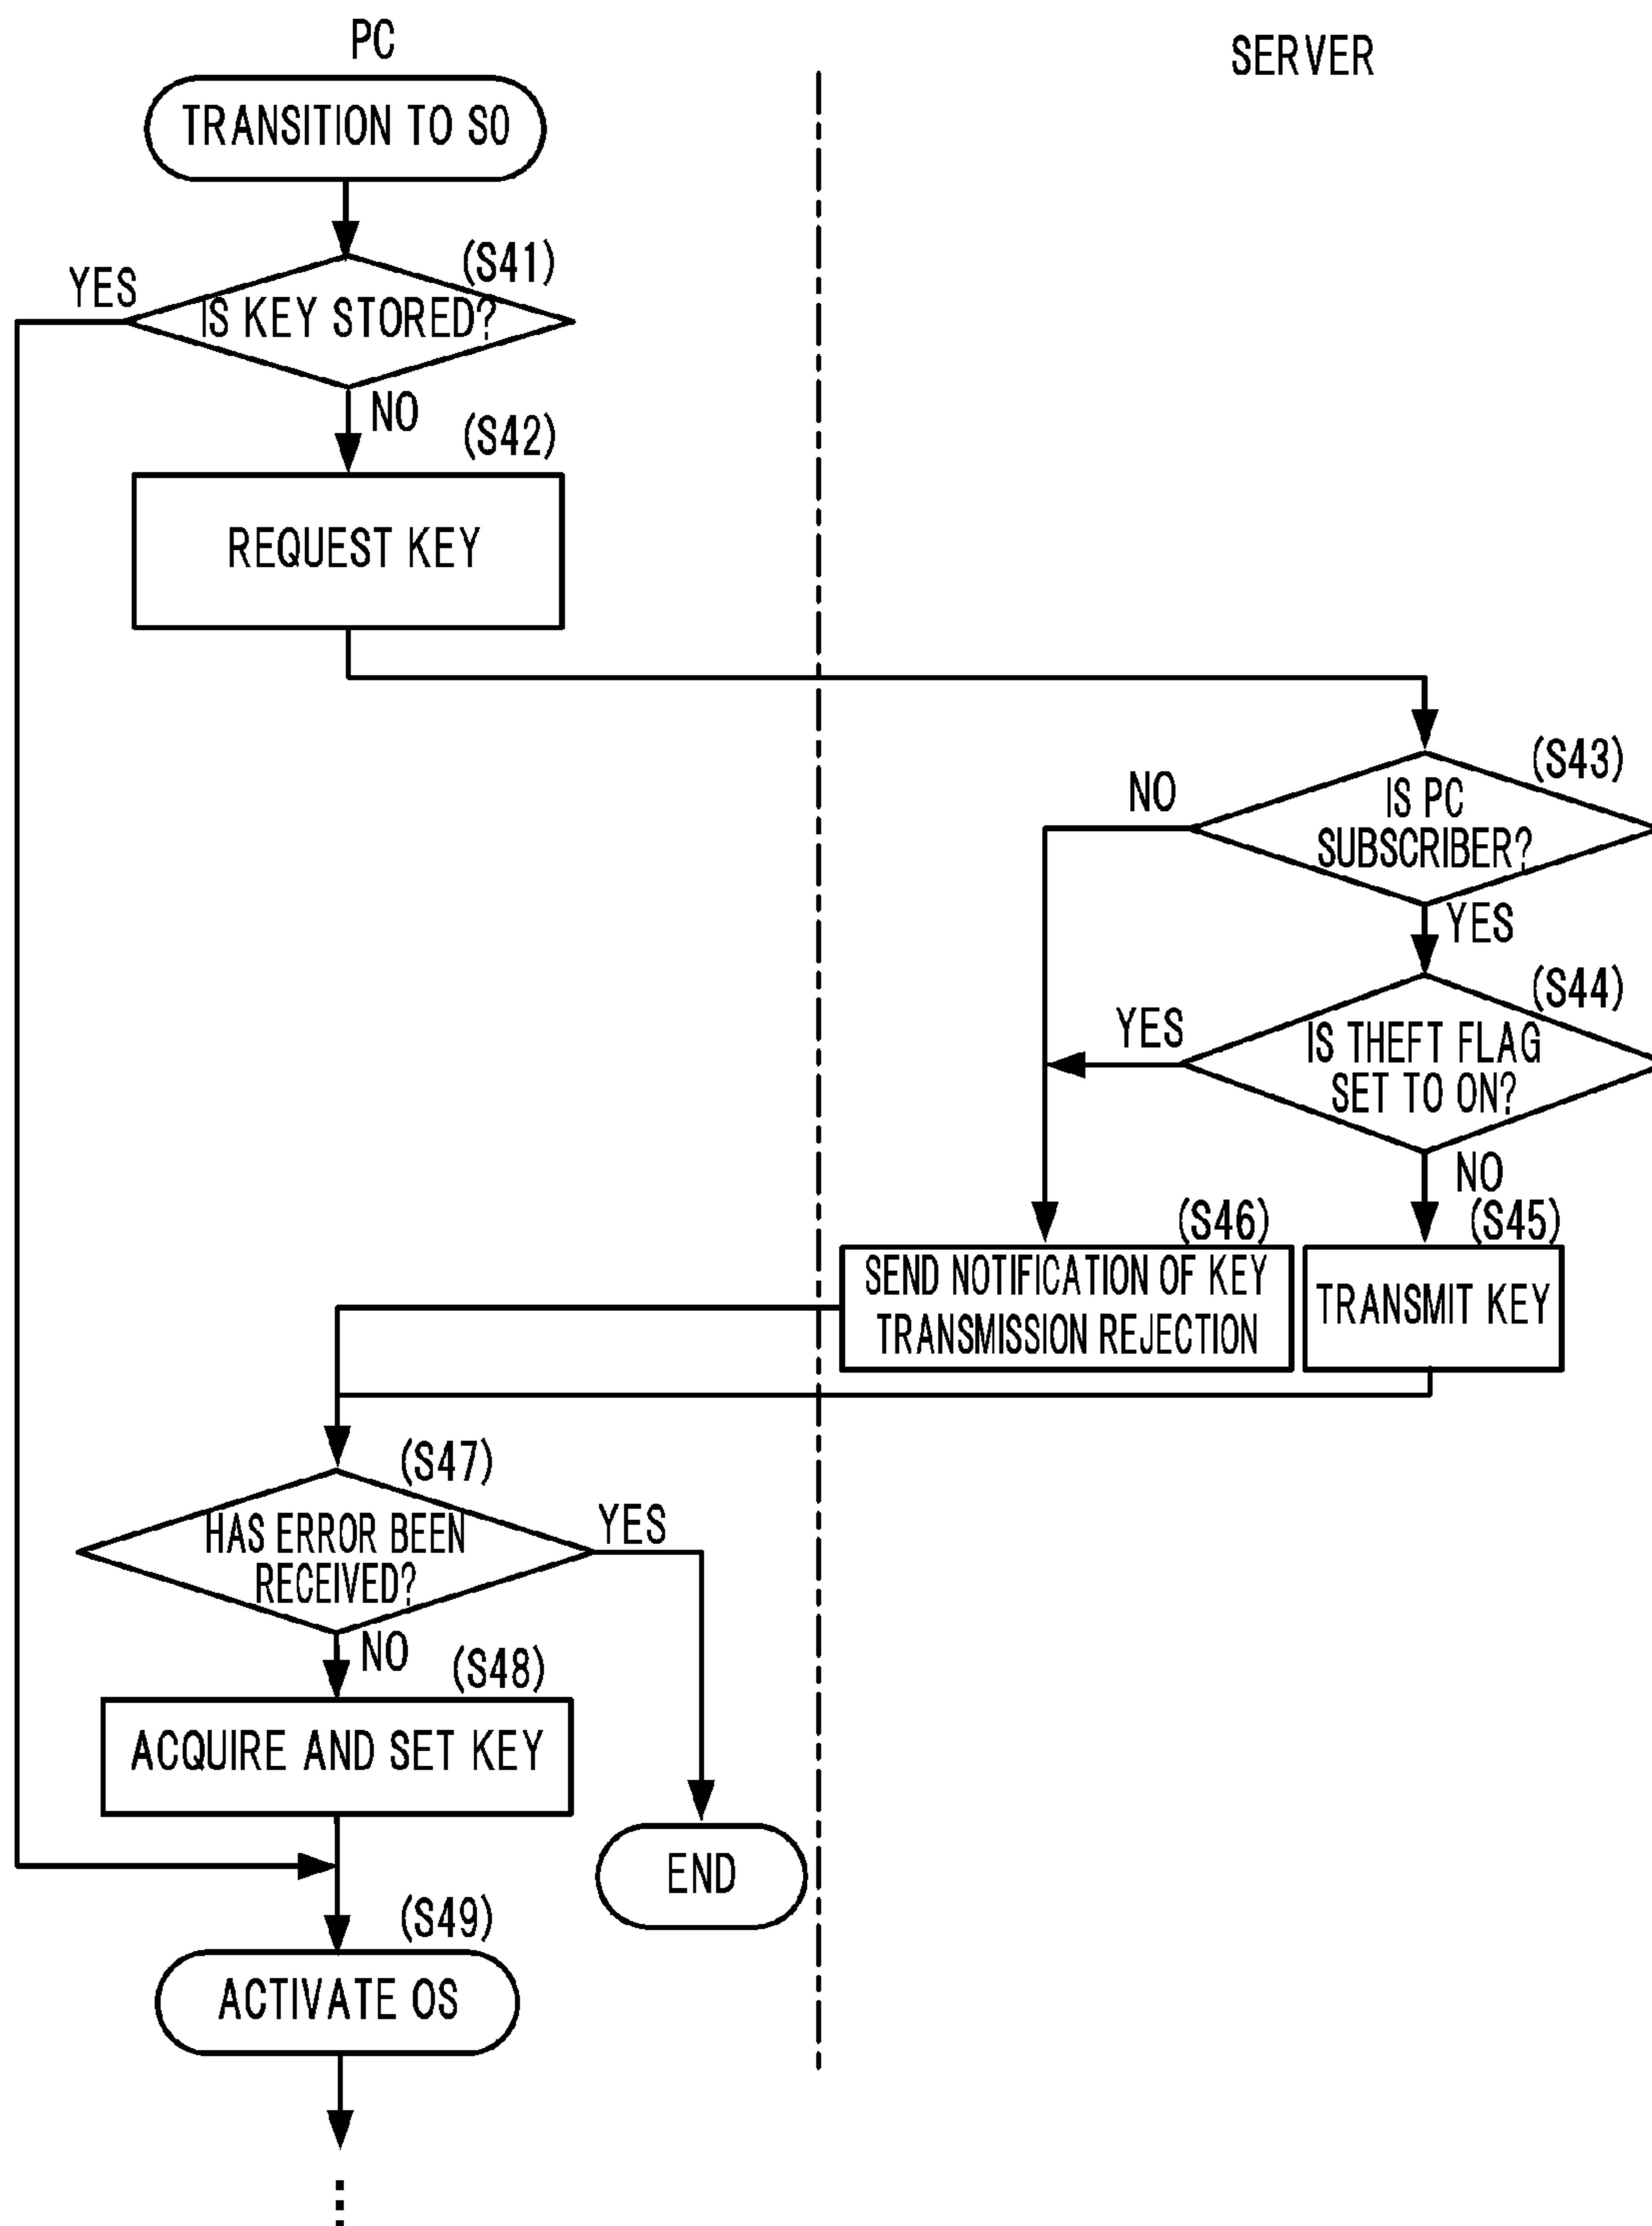 PC
SERVER
TRANSITION TO S0
(S41)
YES
IS KEY STORED?
NO
(S42)
REQUEST KEY
(S43)
NO
IS PC
SUBSCRIBER?
YES
(S44)
YES
IS THEFT FLAG
SET TO ON?
NO
(S46)
(S45)
SEND NOTIFICATION OF KEY
TRANSMISSION REJECTION
TRANSMIT KEY
(S47)
YES
HAS ERROR BEEN
RECEIVED?
NO
(S48)
ACQUIRE AND SET KEY
END
(S49)
ACTIVATE OS